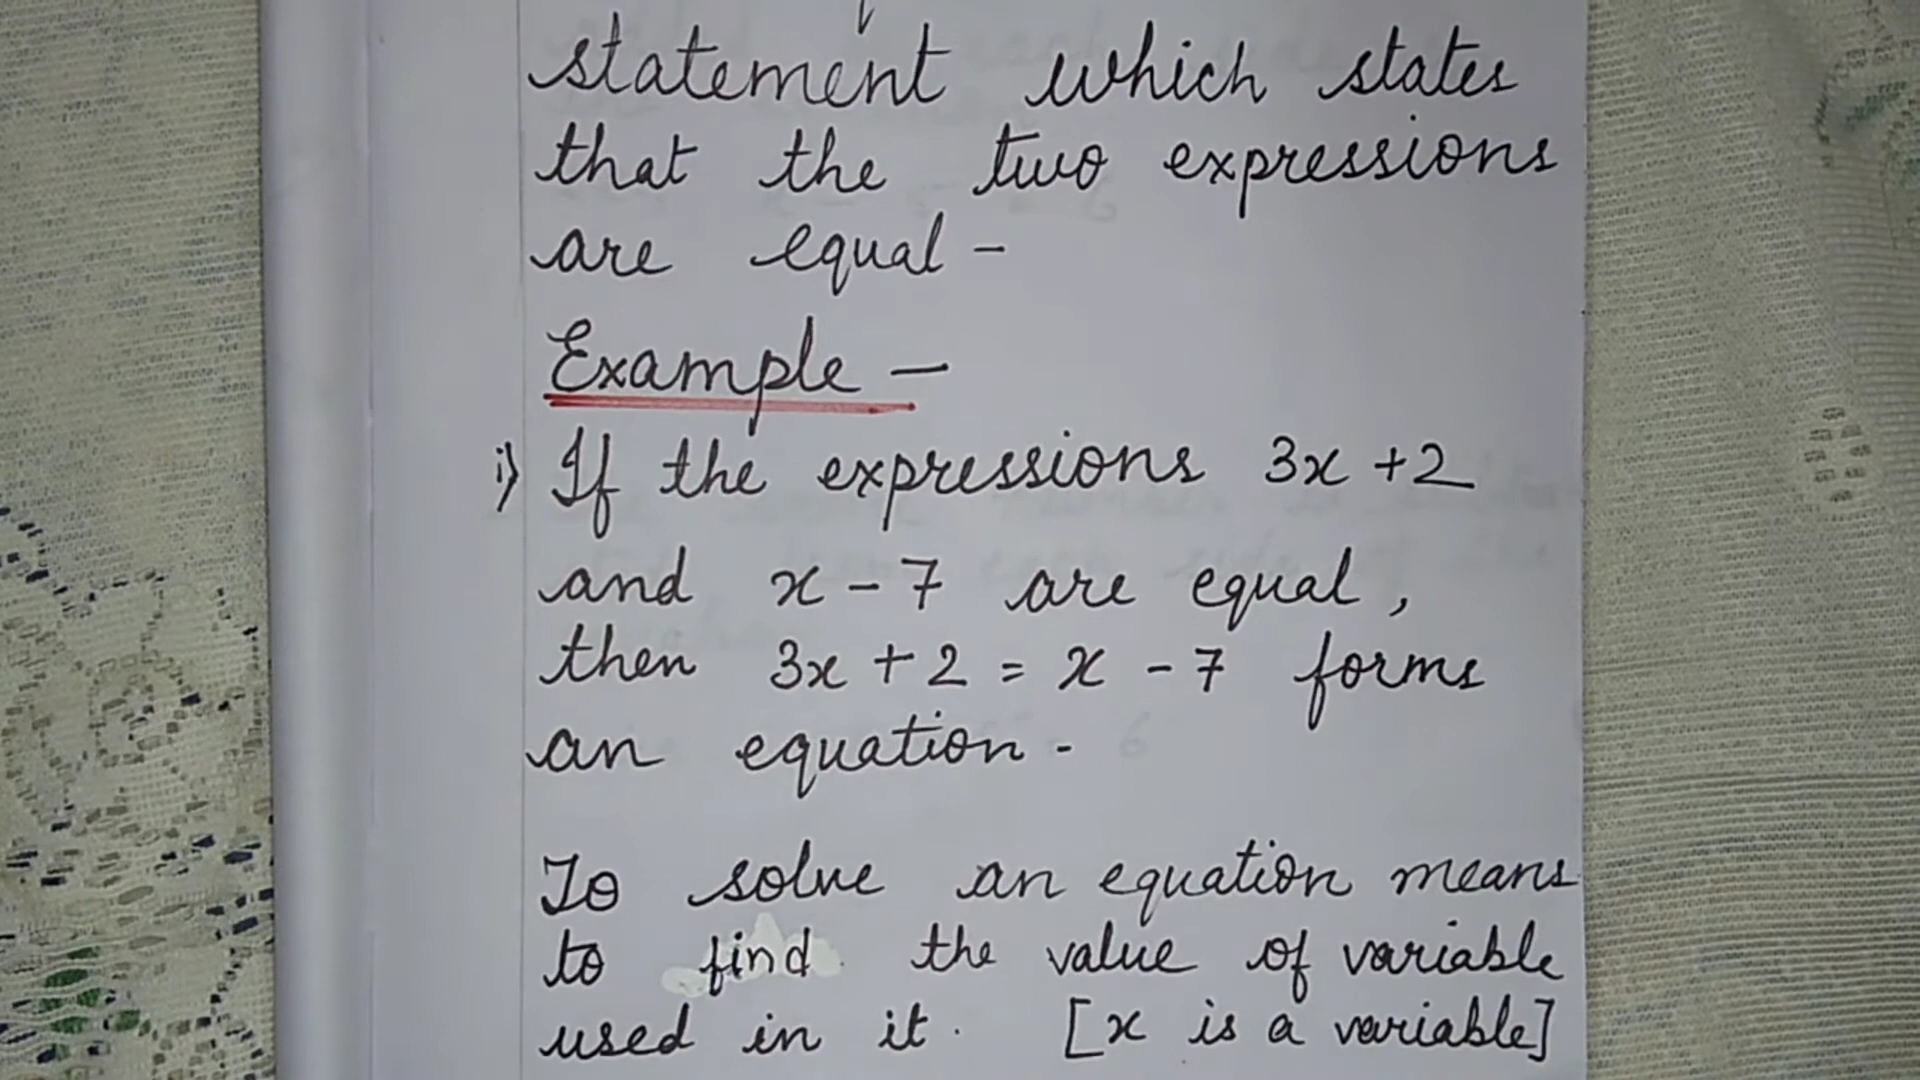 statement which states
that the two expressions
are equal -
Example -
i) If the expressions 3x + 2
and x - 7 are equal,
then 3x + 2 = x - 7 forms
an equation -
To solve an equation means
to find the value of variable
used in it. [x is a variable]